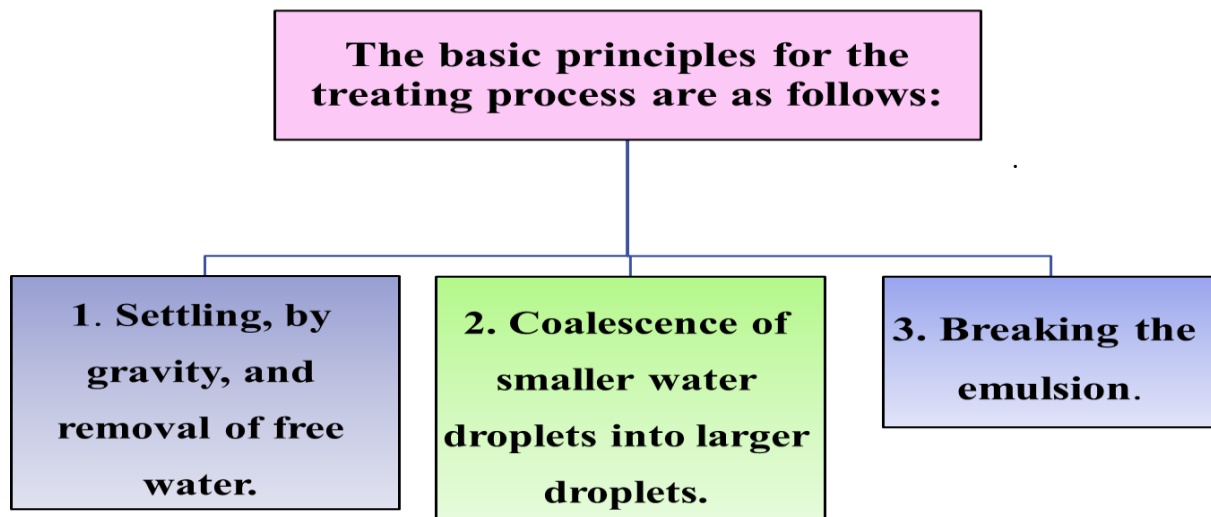 The basic principles for the
treating process are as follows:
.
1. Settling, by
gravity, and
removal of free
water.
2. Coalescence of
smaller water
droplets into larger
droplets.
3. Breaking the
emulsion.